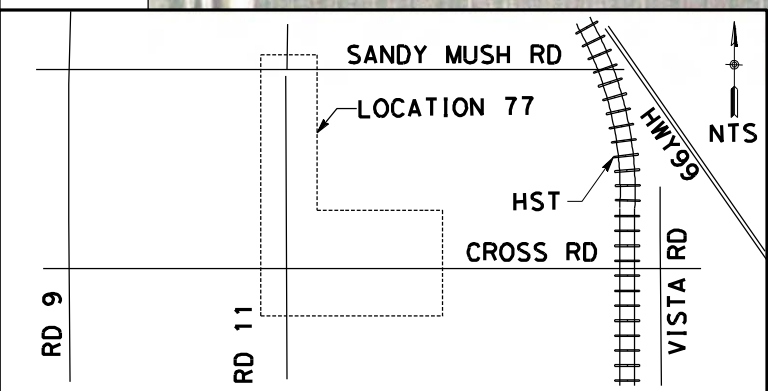 SANDY MUSH RD
LOCATION 77
HWY99
NTS
HST
CROSS RD
RD 9
RD 11
VISTA RD